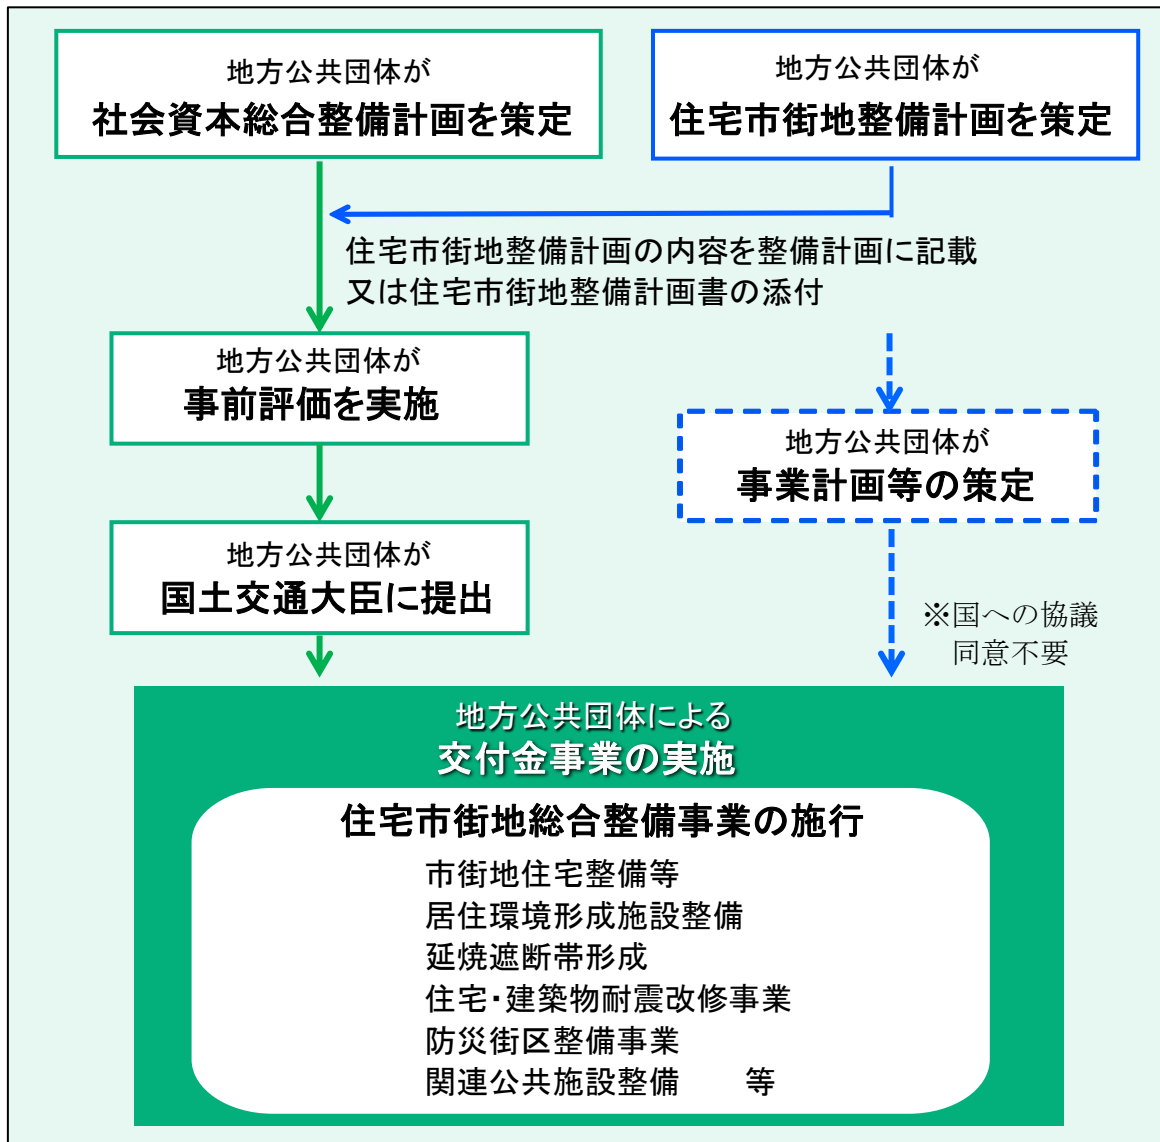 地方公共団体が
社会資本総合整備計画を策定
地方公共団体が
住宅市街地整備計画を策定
住宅市街地整備計画の内容を整備計画に記載
又は住宅市街地整備計画書の添付
地方公共団体が
事前評価を実施
地方公共団体が
事業計画等の策定
地方公共団体が
国土交通大臣に提出
※国への協議
同意不要
地方公共団体による
交付金事業の実施
住宅市街地総合整備事業の施行
市街地住宅整備等
居住環境形成施設整備
延焼遮断帯形成
住宅・建築物耐震改修事業
防災街区整備事業
関連公共施設整備　　等